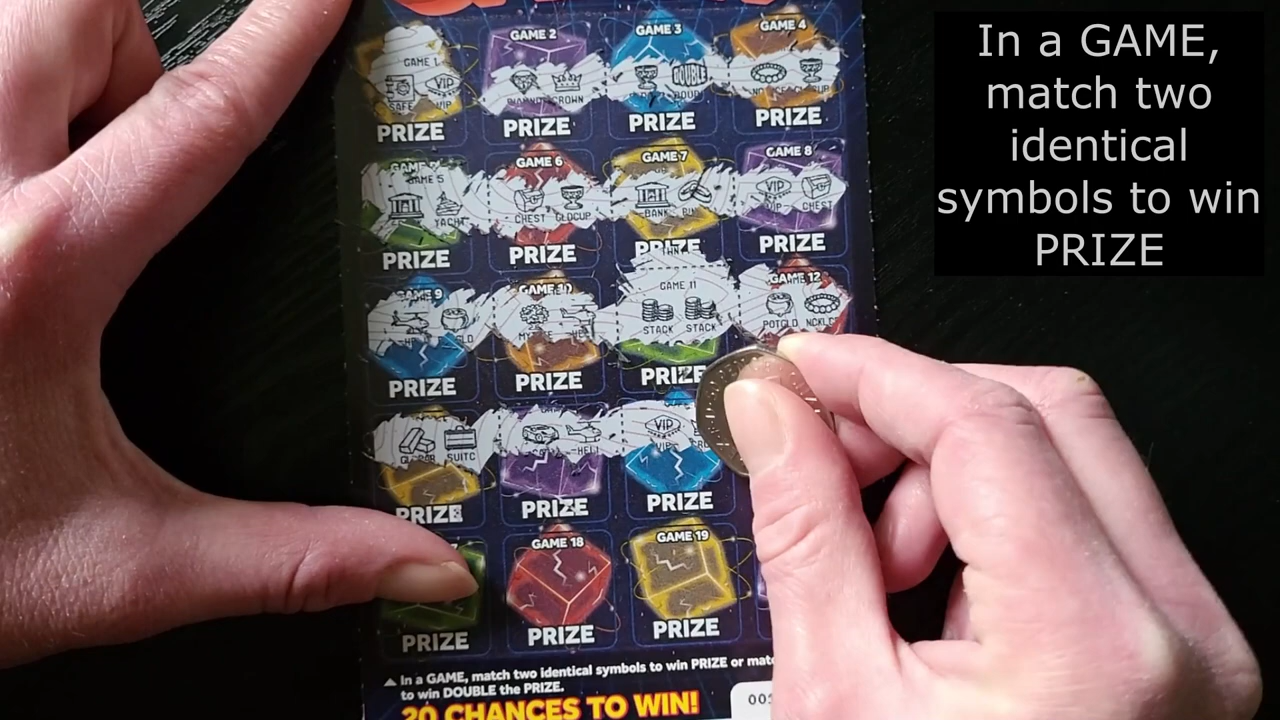 In a GAME,
match two
identical
symbols to win
PRIZE
GAME 1
SAFE VIP
PRIZE
GAME 2
CROWN
PRIZE
GAME 3
DOUBLE
PRIZE
GAME 4
PRIZE
GAME 5
YACHT
PRIZE
GAME 6
CHEST GLDCUP
PRIZE
GAME 7
BANK
PRIZE
GAME 8
VIP
VIP CHEST
PRIZE
GAME 9
PRIZE
GAME 10
PRIZE
GAME 11
STACK STACK
PRIZE
GAME 12
POTGLD NCKLCE
SUITC
PRIZE
HELI
PRIZE
VIP
VIP
PRIZE
PRIZE
GAME 18
PRIZE
GAME 19
PRIZE
In a GAME, match two identical symbols to win PRIZE or
to win DOUBLE the PRIZE.
20 CHANCES TO WIN!